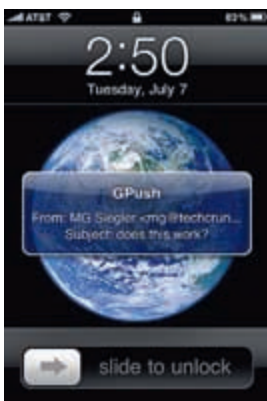 AT&T 82%
2:50
Tuesday, July 7
GPush
From: MG Siegler <mg@techcrun...
Subject: does this work?
slide to unlock